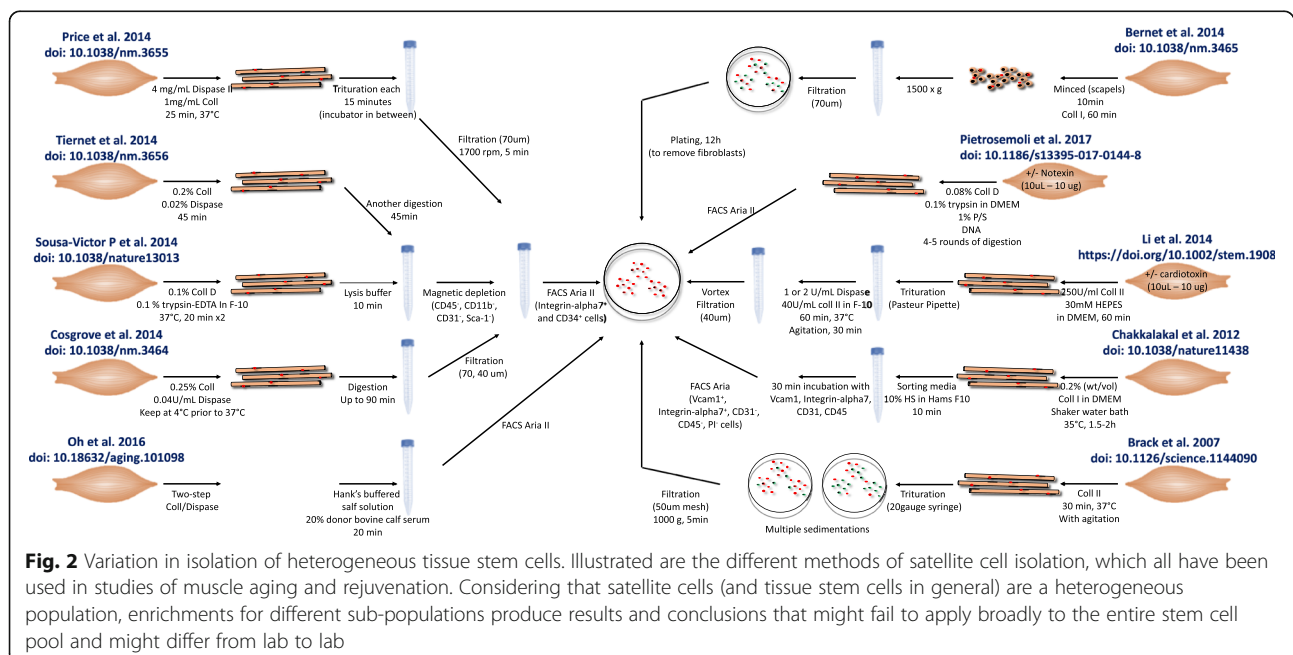 Price et al. 2014
doi: 10.1038/nm.3655
4 mg/mL Dispase II
1mg/mL Coll
25 min, 37°C
Trituration each
15 minutes
(incubator in between)
Filtration (70um)
1700 rpm, 5 min
Tiernet et al. 2014
doi: 10.1038/nm.3656
0.2% Coll
0.02% Dispase
45 min
Another digestion
45min
Sousa-Victor P et al. 2014
doi: 10.1038/nature13013
0.1% Coll D
0.1 % trypsin-EDTA In F-10
37°C, 20 min x2
Lysis buffer
10 min
Magnetic depletion
(CD45-, CD11b-,
CD31-, Sca-1-)
FACS Aria II
(Integrin-alpha7+
and CD34+ cells)
Cosgrove et al. 2014
doi: 10.1038/nm.3464
0.25% Coll
0.04U/mL Dispase
Keep at 4°C prior to 37°C
Digestion
Up to 90 min
Filtration
(70, 40 um)
Oh et al. 2016
doi: 10.18632/aging.101098
Two-step
Coll/Dispase
Hank's buffered
salf solution
20% donor bovine calf serum
20 min
FACS Aria II
Bernet et al. 2014
doi: 10.1038/nm.3465
Minced (scapels)
10min
Coll I, 60 min
1500 x g
Filtration
(70um)
Plating, 12h
(to remove fibroblasts)
Pietrosemoli et al. 2017
doi: 10.1186/s13395-017-0144-8
+/- Notexin
(10uL – 10 ug)
0.08% Coll D
0.1% trypsin in DMEM
1% P/S
DNA
4-5 rounds of digestion
FACS Aria II
Li et al. 2014
https://doi.org/10.1002/stem.1908
+/- cardiotoxin
(10uL – 10 ug)
250U/ml Coll II
30mM HEPES
in DMEM, 60 min
Trituration
(Pasteur Pipette)
1 or 2 U/mL Dispase
40U/mL coll II in F-10
60 min, 37°C
Agitation, 30 min
Vortex
Filtration
(40um)
Chakkalakal et al. 2012
doi: 10.1038/nature11438
0.2% (wt/vol)
Coll I in DMEM
Shaker water bath
35°C, 1.5-2h
Sorting media
10% HS in Hams F10
10 min
30 min incubation with
Vcam1, Integrin-alpha7,
CD31, CD45
FACS Aria
(Vcam1+,
Integrin-alpha7+, CD31-,
CD45-, PI- cells)
Brack et al. 2007
doi: 10.1126/science.1144090
Coll II
30 min, 37°C
With agitation
Trituration
(20gauge syringe)
Multiple sedimentations
Filtration
(50um mesh)
1000 g, 5min
Fig. 2 Variation in isolation of heterogeneous tissue stem cells. Illustrated are the different methods of satellite cell isolation, which all have been
used in studies of muscle aging and rejuvenation. Considering that satellite cells (and tissue stem cells in general) are a heterogeneous
population, enrichments for different sub-populations produce results and conclusions that might fail to apply broadly to the entire stem cell
pool and might differ from lab to lab